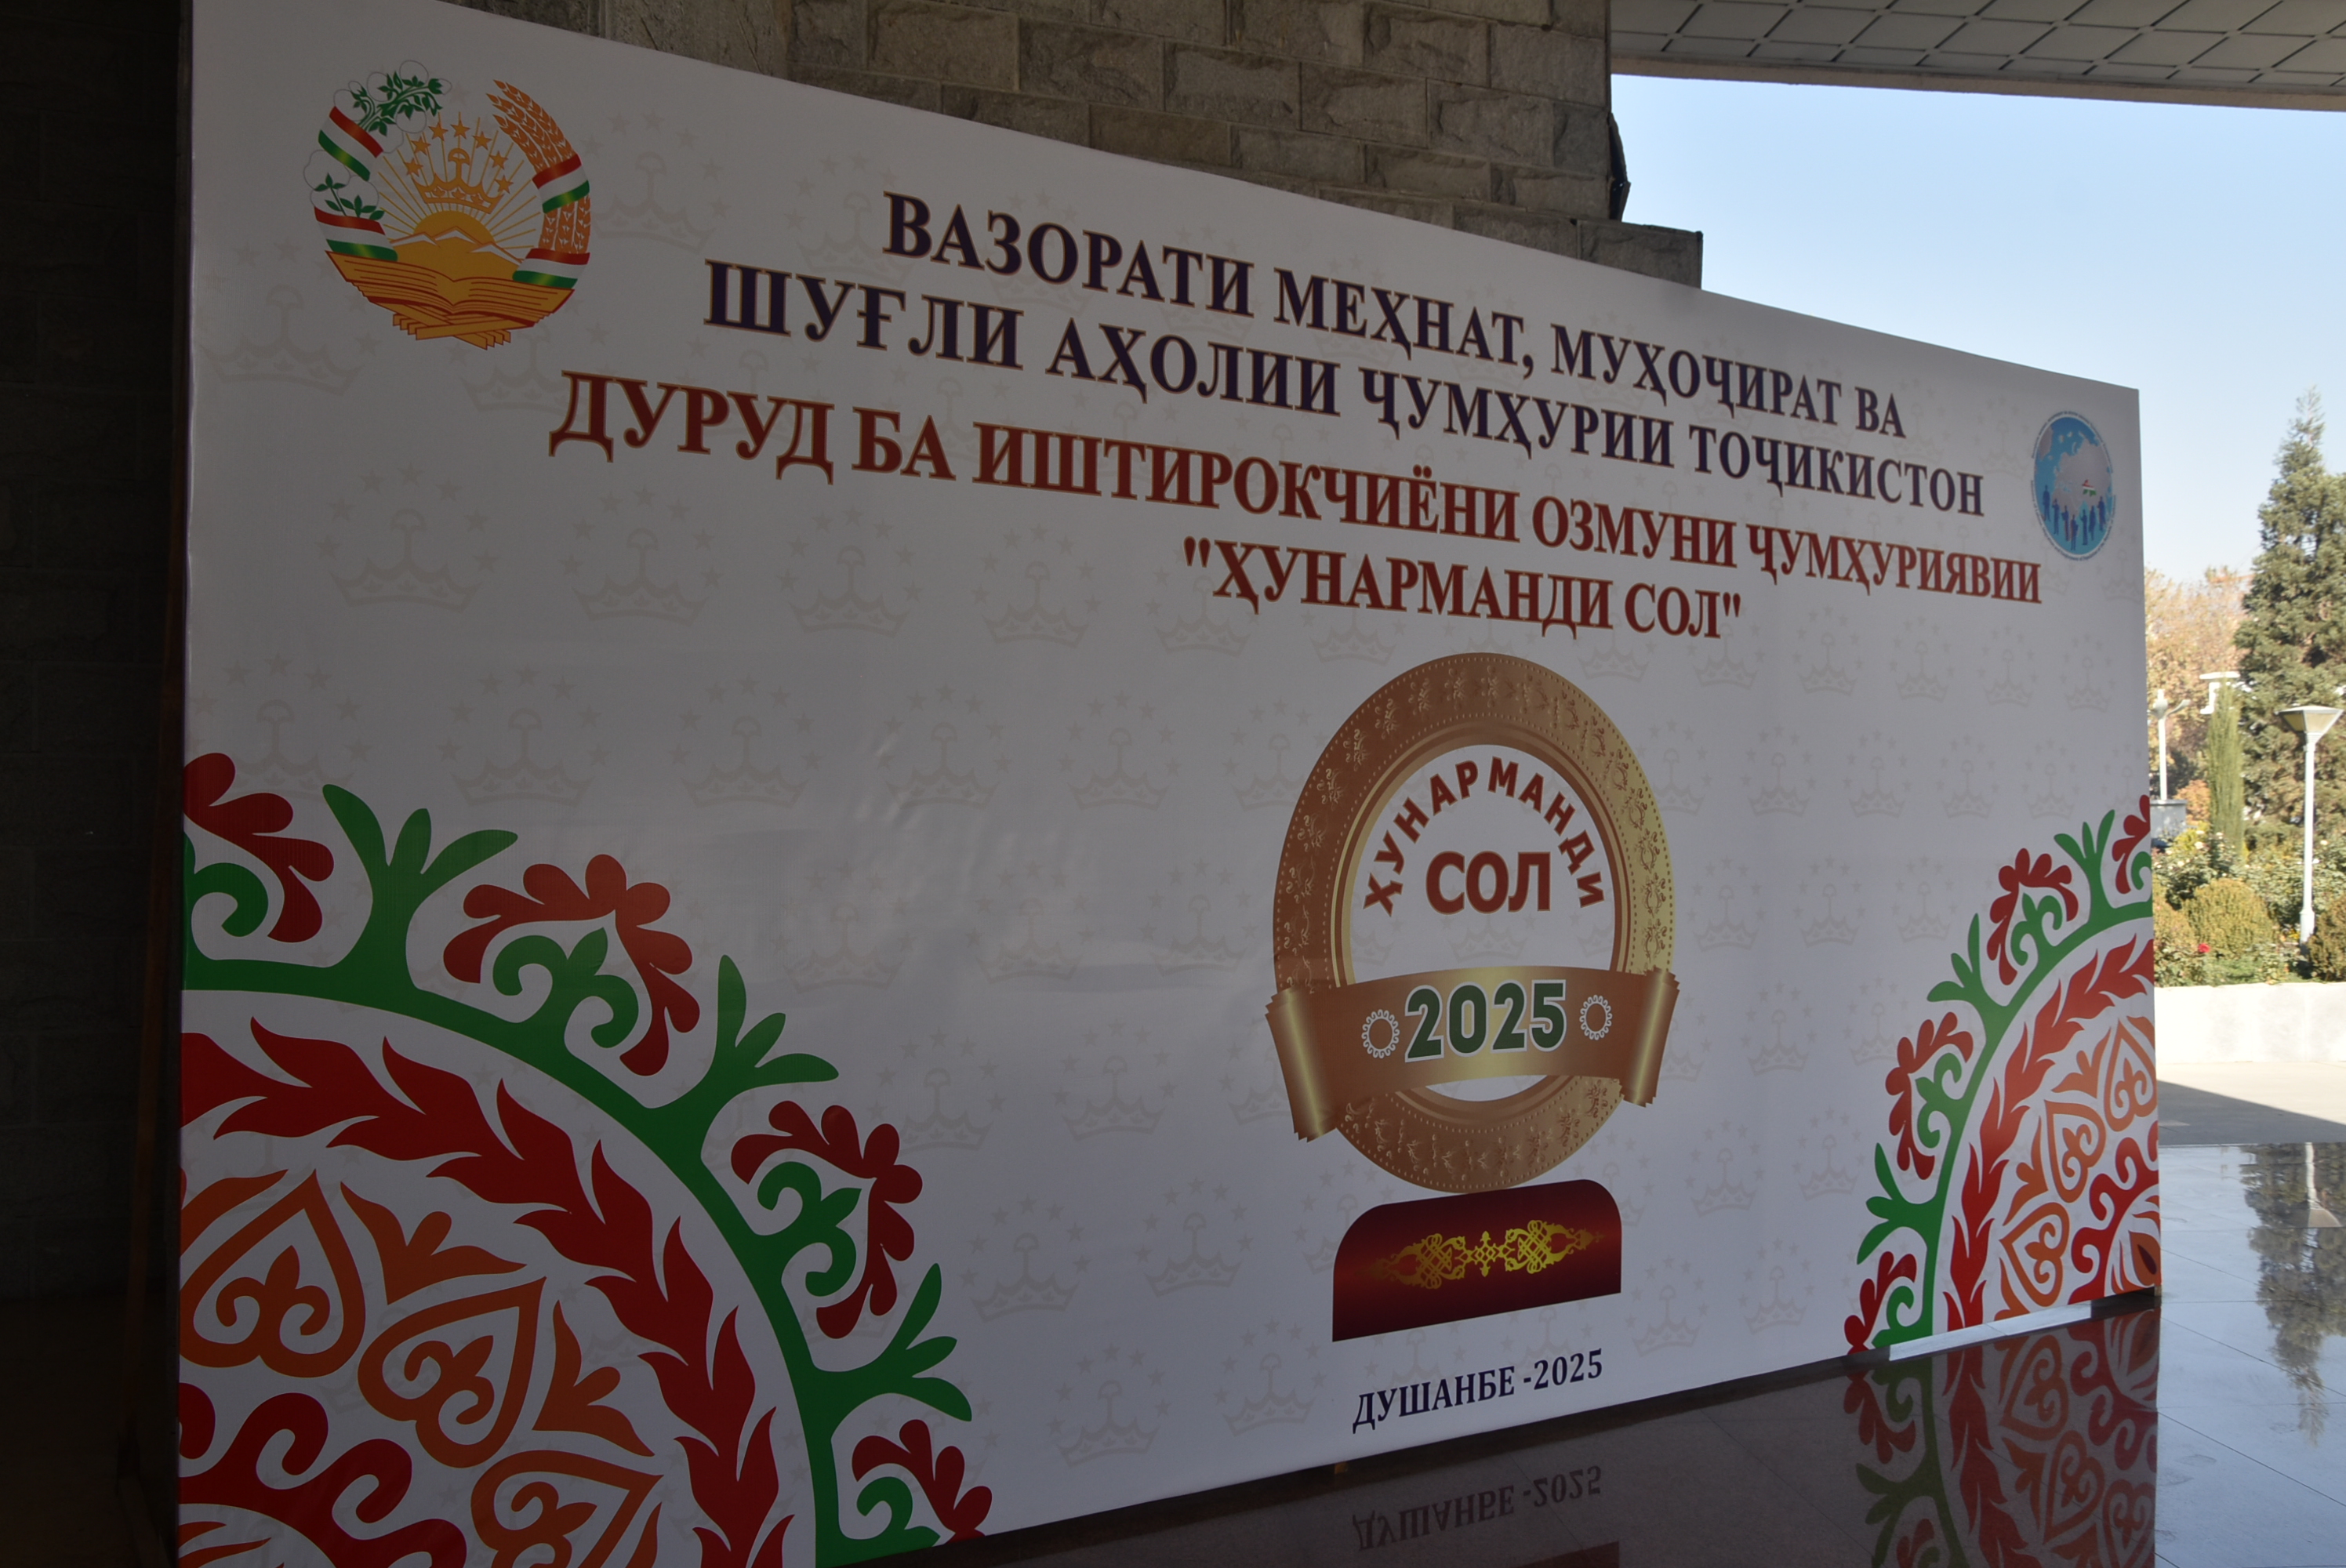 ВАЗОРАТИ МЕҲНАТ, МУҲОҶИРАТ ВА
ШУҒЛИ АҲОЛИИ ҶУМҲУРИИ ТОҶИКИСТОН
ДУРУД БА ИШТИРОКЧИЁНИ ОЗМУНИ ҶУМҲУРИЯВИИ
"ҲУНАРМАНДИ СОЛ"
ҲУНАРМАНДИ
СОЛ
2025
ДУШАНБЕ -2025